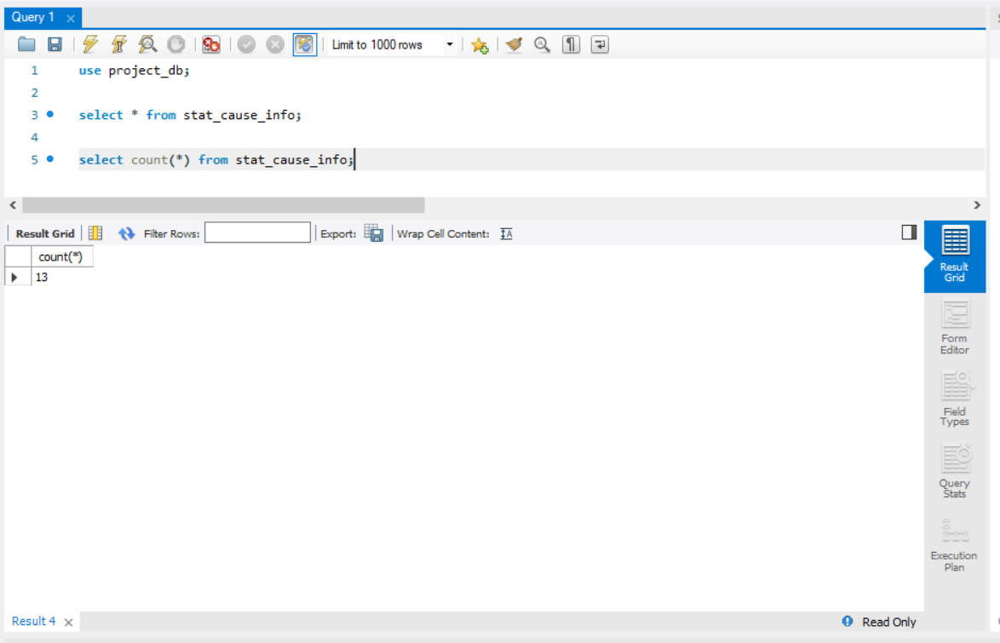 Query 1
Limit to 1000 rows
1 use project_db;
2
3 select * from stat_cause_info;
4
5 select count(*) from stat_cause_info;
Result Grid Filter Rows: Export: Wrap Cell Content:
count(*)
13
Result
Grid
Form
Editor
Field
Types
Query
Stats
Execution
Plan
Result 4 Read Only